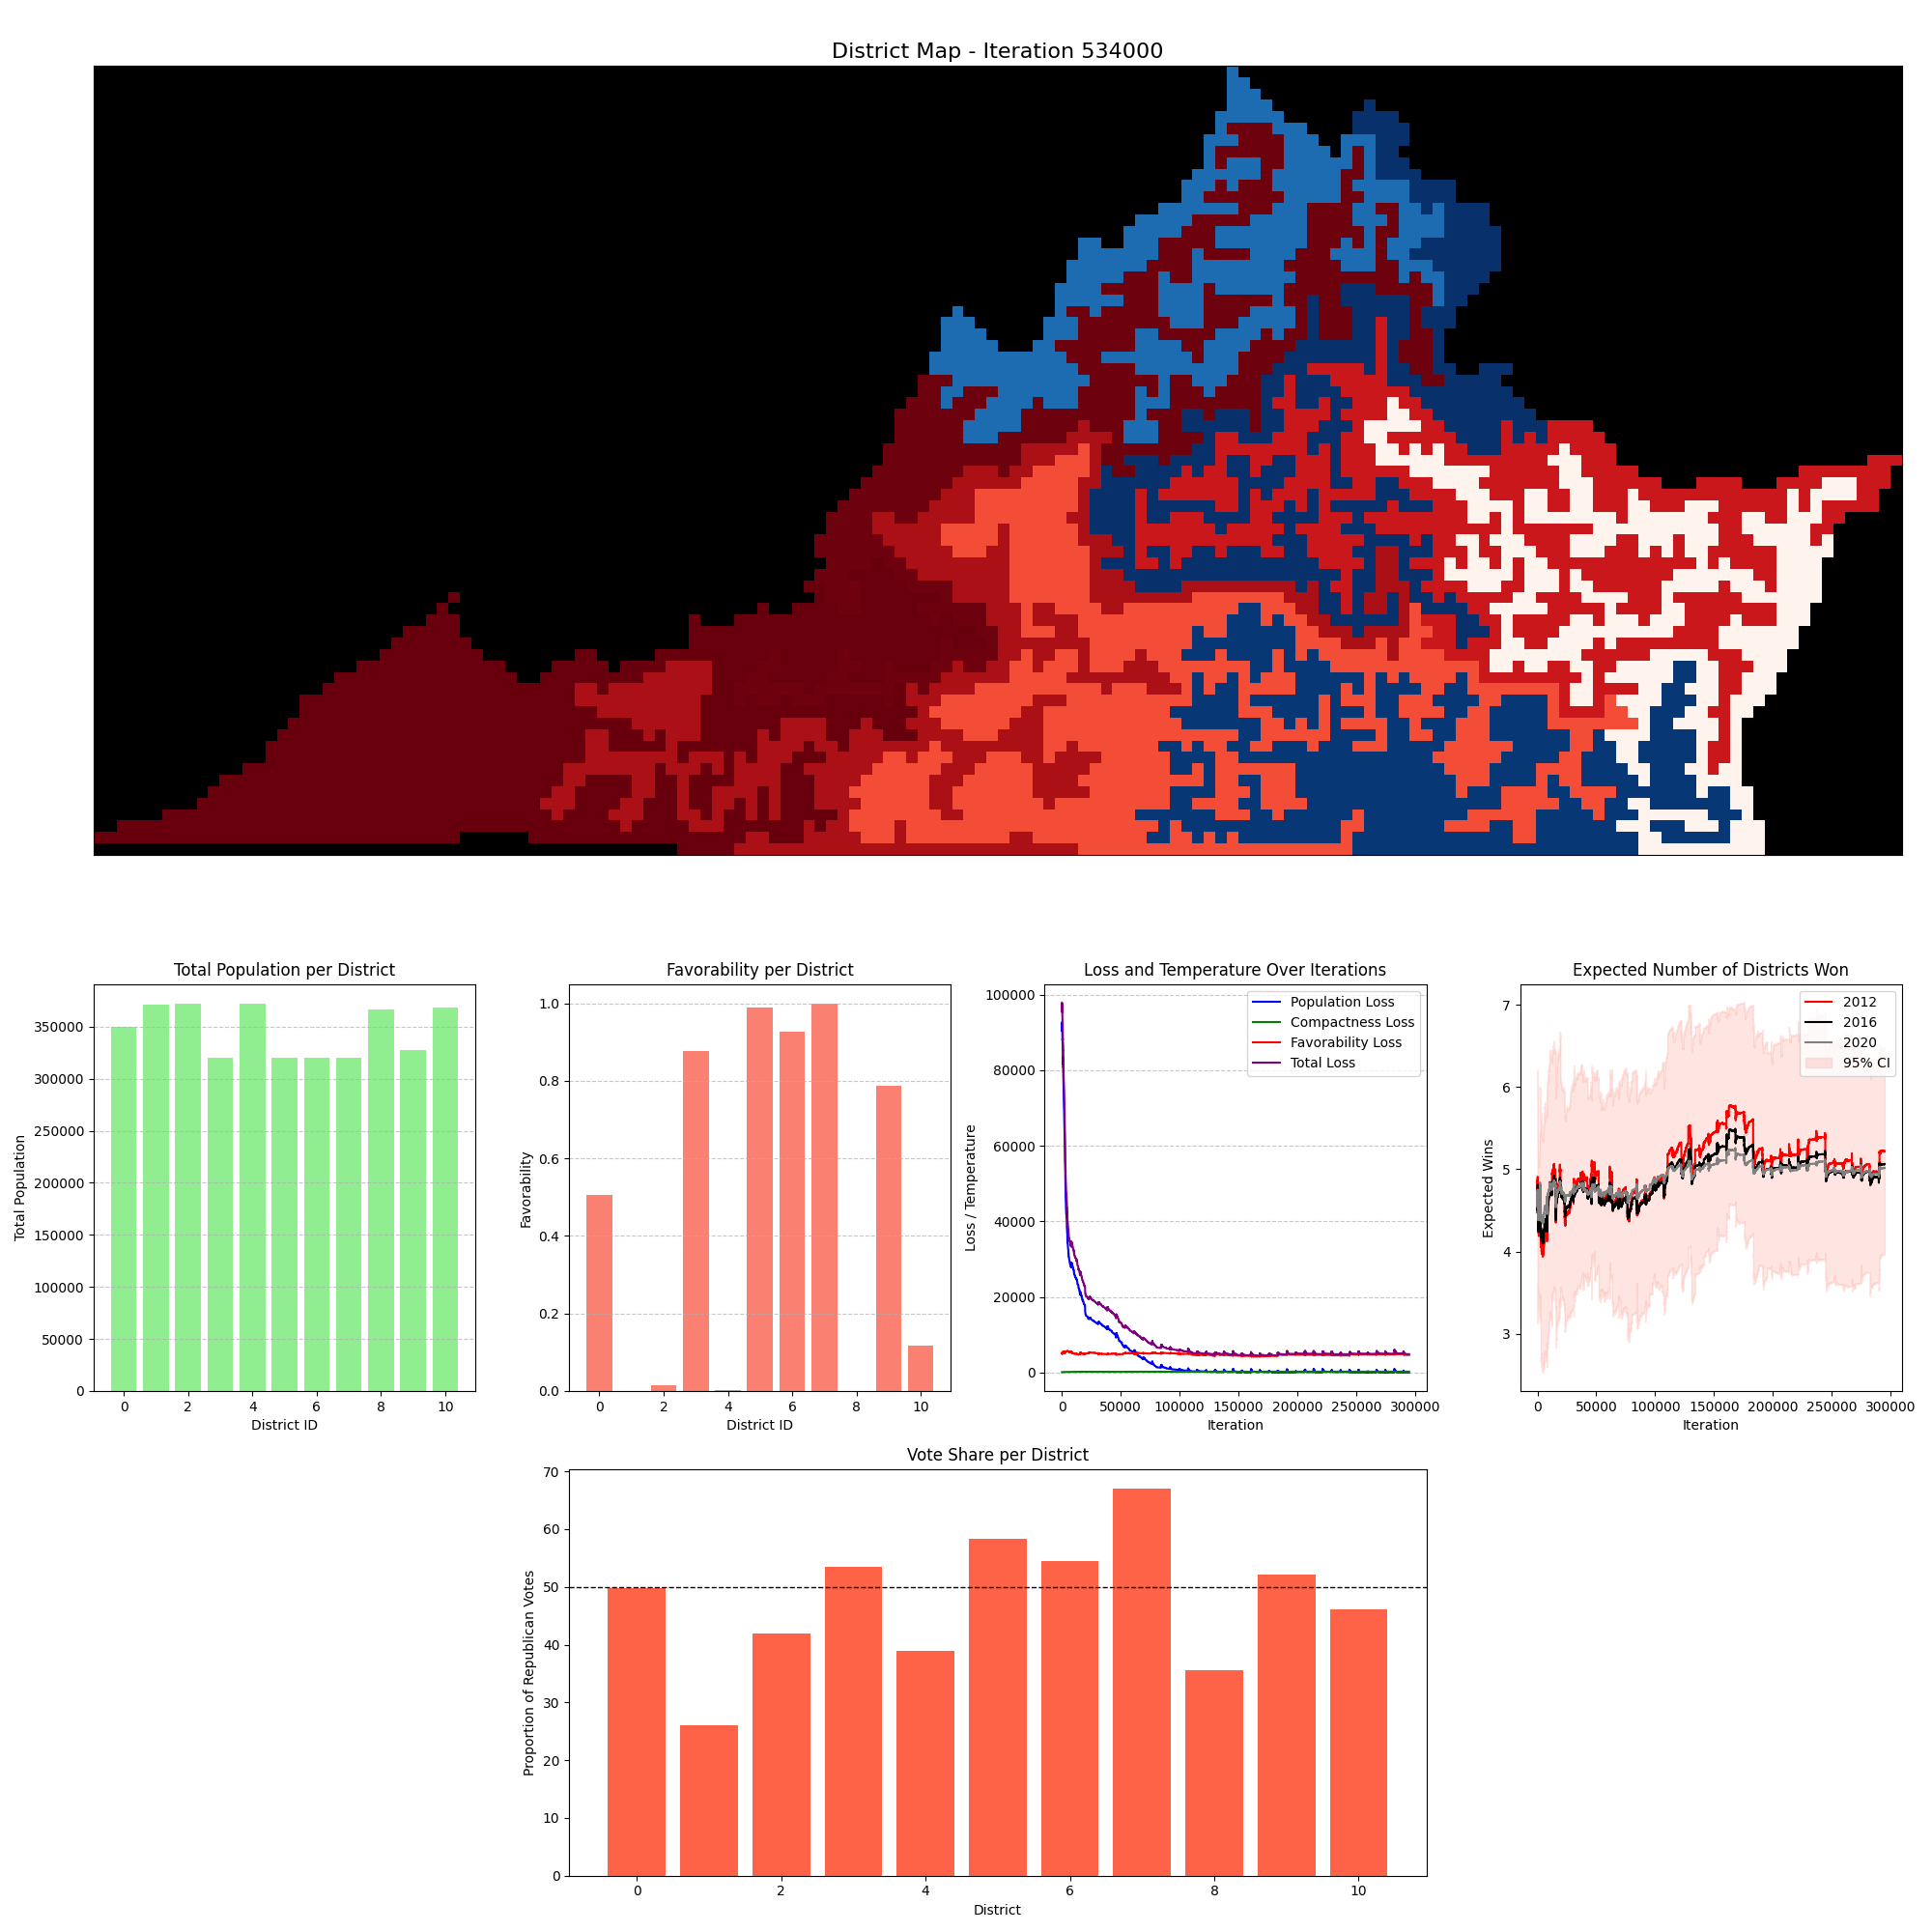 District Map - Iteration 534000
Total Population per District
Total Population
350000
300000
250000
200000
150000
100000
50000
0
0 2 4 6 8 10
District ID
Favorability per District
Favorability
1.0
0.8
0.6
0.4
0.2
0.0
0 2 4 6 8 10
District ID
Loss and Temperature Over Iterations
Loss / Temperature
100000
80000
60000
40000
20000
0
Population Loss
Compactness Loss
Favorability Loss
Total Loss
0 50000 100000 150000 200000 250000 300000
Iteration
Expected Number of Districts Won
Expected Wins
7
6
5
4
3
2012
2016
2020
95% CI
0 50000 100000 150000 200000 250000 300000
Iteration
Vote Share per District
Proportion of Republican Votes
70
60
50
40
30
20
10
0
0 2 4 6 8 10
District